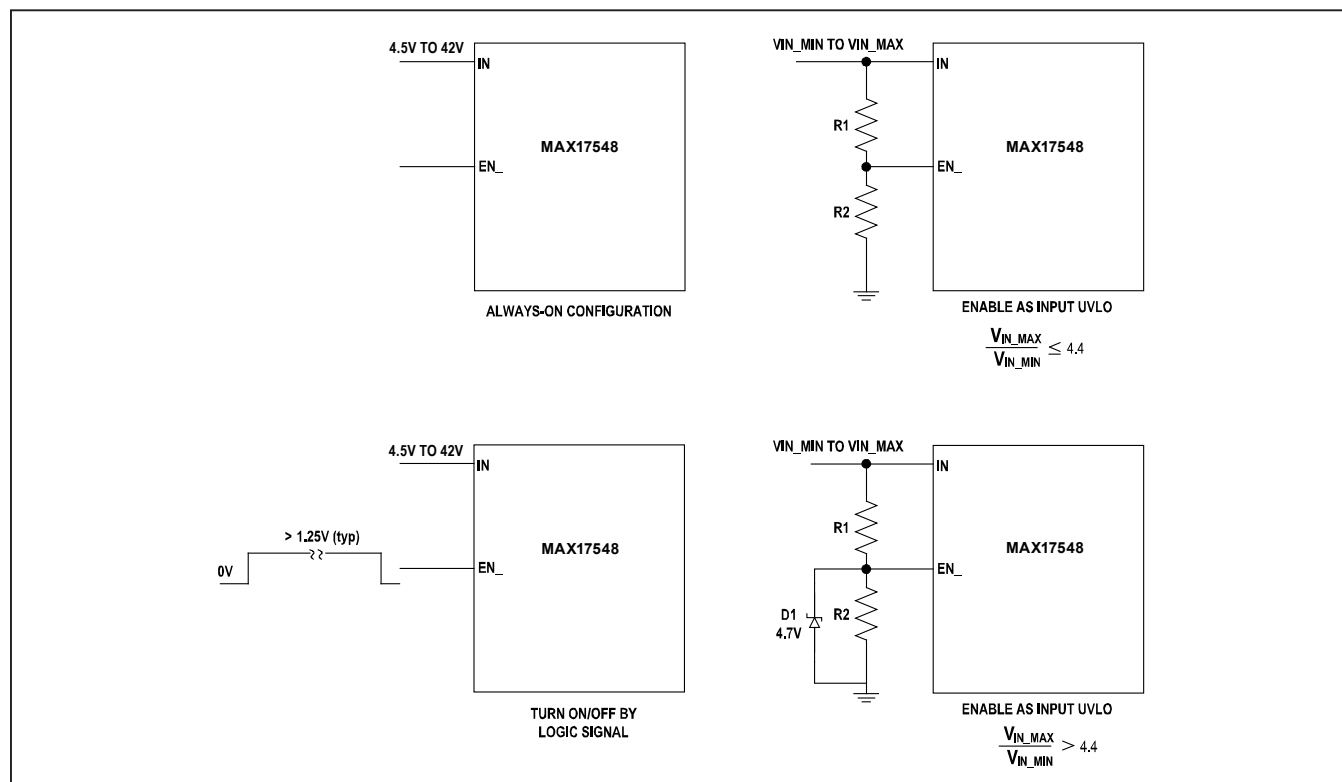 4.5V TO 42V
IN
MAX17548
EN_
ALWAYS-ON CONFIGURATION
VIN_MIN TO VIN_MAX
IN
R1
MAX17548
EN_
R2
ENABLE AS INPUT UVLO
VIN_MAX
VIN_MIN
≤ 4.4
4.5V TO 42V
IN
> 1.25V (typ)
MAX17548
0V
EN_
TURN ON/OFF BY
LOGIC SIGNAL
VIN_MIN TO VIN_MAX
IN
R1
MAX17548
EN_
D1
4.7V
R2
ENABLE AS INPUT UVLO
VIN_MAX
VIN_MIN
> 4.4